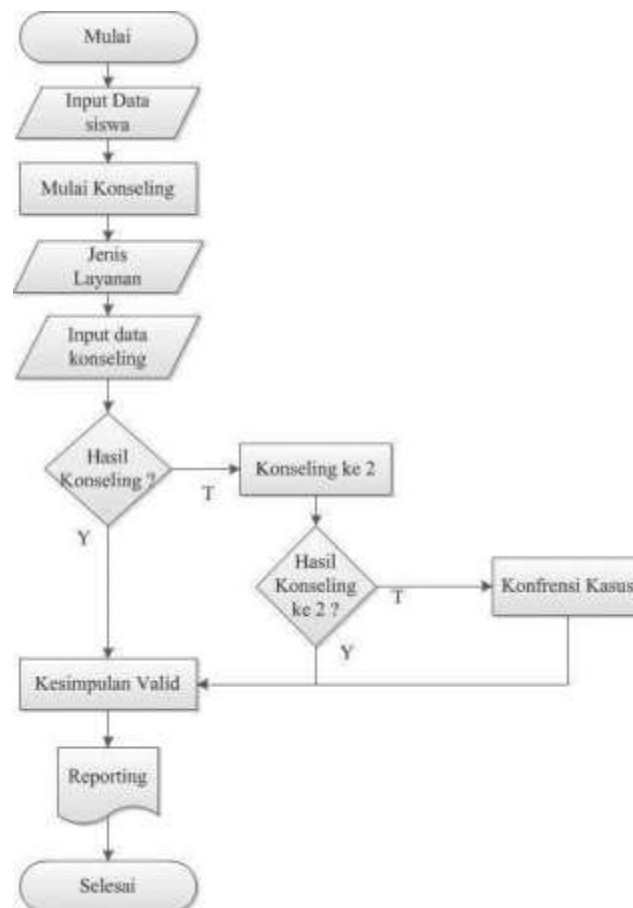 Mulai
Input Data
siswa
Mulai Konseling
Jenis
Layanan
Input data
konseling
Hasil
Konseling ?
T
Konseling ke 2
Y
Hasil
Konseling
ke 2 ?
T
Konfrensi Kasus
Y
Kesimpulan Valid
Reporting
Selesai